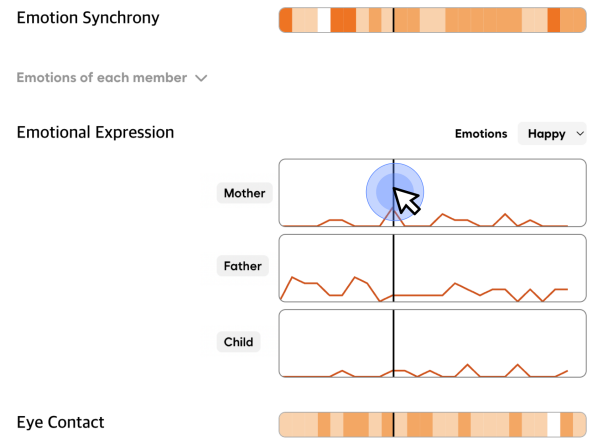 Emotion Synchrony
Emotions of each member
Emotional Expression
Emotions Happy
Mother
Father
Child
Eye Contact